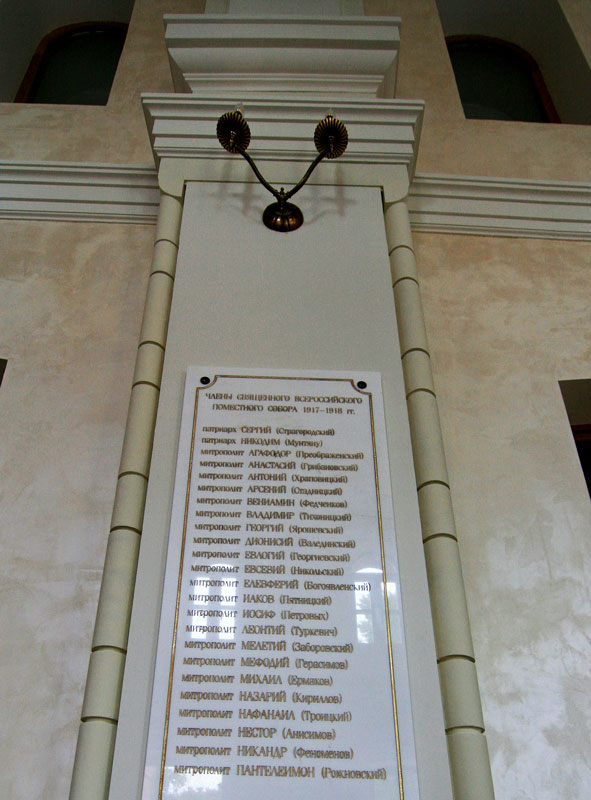 ЧЛЕНЫ СВЯЩЕННОГО ВСЕРОССИЙСКОГО
ПОМЕСТНОГО СОБОРА 1917-1918 гг.
патриарх СЕРГИЙ (Страгородский)
патриарх НИКОДИМ (Мунтяну)
митрополит АГАФОДОР (Преображенский)
митрополит АНАСТАСИЙ (Грибановский)
митрополит АНТОНИЙ (Храповицкий)
митрополит АРСЕНИЙ (Стадницкий)
митрополит ВЕНИАМИН (Федченков)
митрополит ВЛАДИМИР (Тихоницкий)
митрополит ГЕОРГИЙ (Ярошевский)
митрополит ДИОНИСИЙ (Валединский)
митрополит ЕВЛОГИЙ (Георгиевский)
митрополит ЕВСЕВИЙ (Никольский)
митрополит ЕЛЕВФЕРИЙ (Богоявленский)
митрополит ИАКОВ (Пятницкий)
митрополит ИОСИФ (Петровых)
митрополит ЛЕОНТИЙ (Туркевич)
митрополит МЕЛЕТИЙ (Заборовский)
митрополит МЕФОДИЙ (Герасимов)
митрополит МИХАИЛ (Ермаков)
митрополит НАЗАРИЙ (Кириллов)
митрополит НАФАНАИЛ (Троицкий)
митрополит НЕСТОР (Анисимов)
митрополит НИКАНДР (Феноменов)
митрополит ПАНТЕЛЕИМОН (Рожновский)